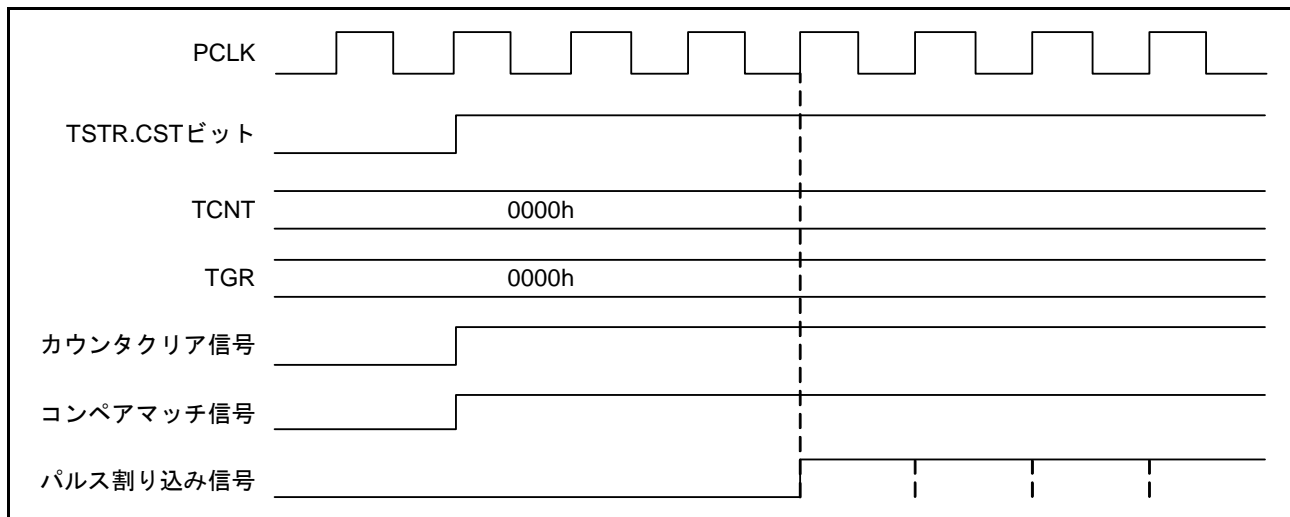 PCLK
TSTR.CSTビット
TCNT
0000h
TGR
0000h
カウンタクリア信号
コンペアマッチ信号
パルス割り込み信号